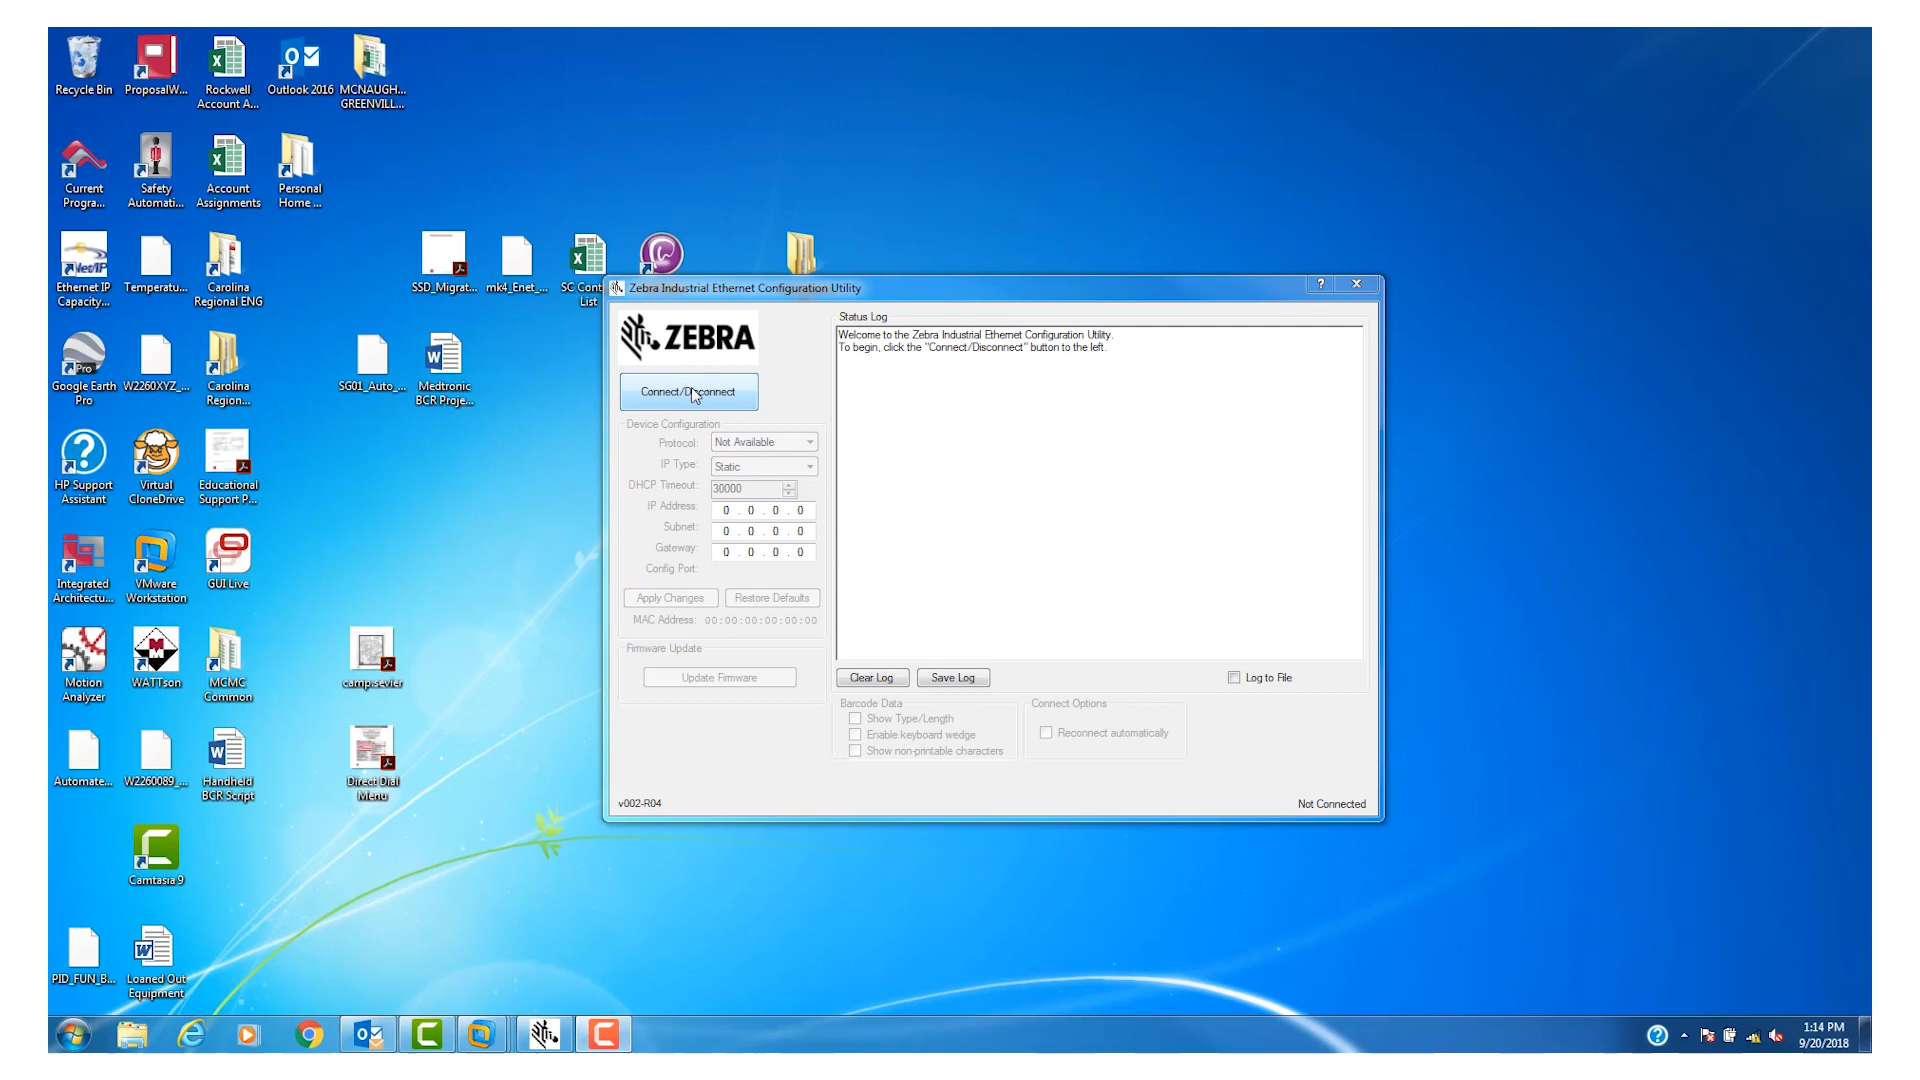 Recycle Bin
ProposalW...
Rockwell
Account A...
Outlook 2016
MCNAUGH...
GREENVILL...
Current
Progra...
Safety
Automati...
Account
Assignments
Personal
Home ...
Ethernet IP
Capacity...
Temperatu...
Carolina
Regional ENG
SSD_Migrat...
mk4_Enet_...
SC Cont
List
Google Earth
Pro
W2260XYZ_...
Carolina
Region...
SG01_Auto_...
Medtronic
BCR Proje...
HP Support
Assistant
Virtual
CloneDrive
Educational
Support P...
Integrated
Architectu...
VMware
Workstation
GUI Live
Motion
Analyzer
WATTson
MCMC
Common
campsevier
Automate...
W2260089_...
Handheld
BCR Script
Direct Dial
Menu
Camtasia 9
PID_FUN_B...
Loaned Out
Equipment
Zebra Industrial Ethernet Configuration Utility
ZEBRA
Connect/Disconnect
Device Configuration
Protocol: Not Available
IP Type: Static
DHCP Timeout: 30000
IP Address: 0 . 0 . 0 . 0
Subnet: 0 . 0 . 0 . 0
Gateway: 0 . 0 . 0 . 0
Config Port:
Apply Changes Restore Defaults
MAC Address: 00:00:00:00:00:00
Firmware Update
Update Firmware
Status Log
Welcome to the Zebra Industrial Ethernet Configuration Utility.
To begin, click the "Connect/Disconnect" button to the left.
Clear Log Save Log Log to File
Barcode Data
Show Type/Length
Enable keyboard wedge
Show non-printable characters
Connect Options
Reconnect automatically
v002-R04
Not Connected
1:14 PM
9/20/2018